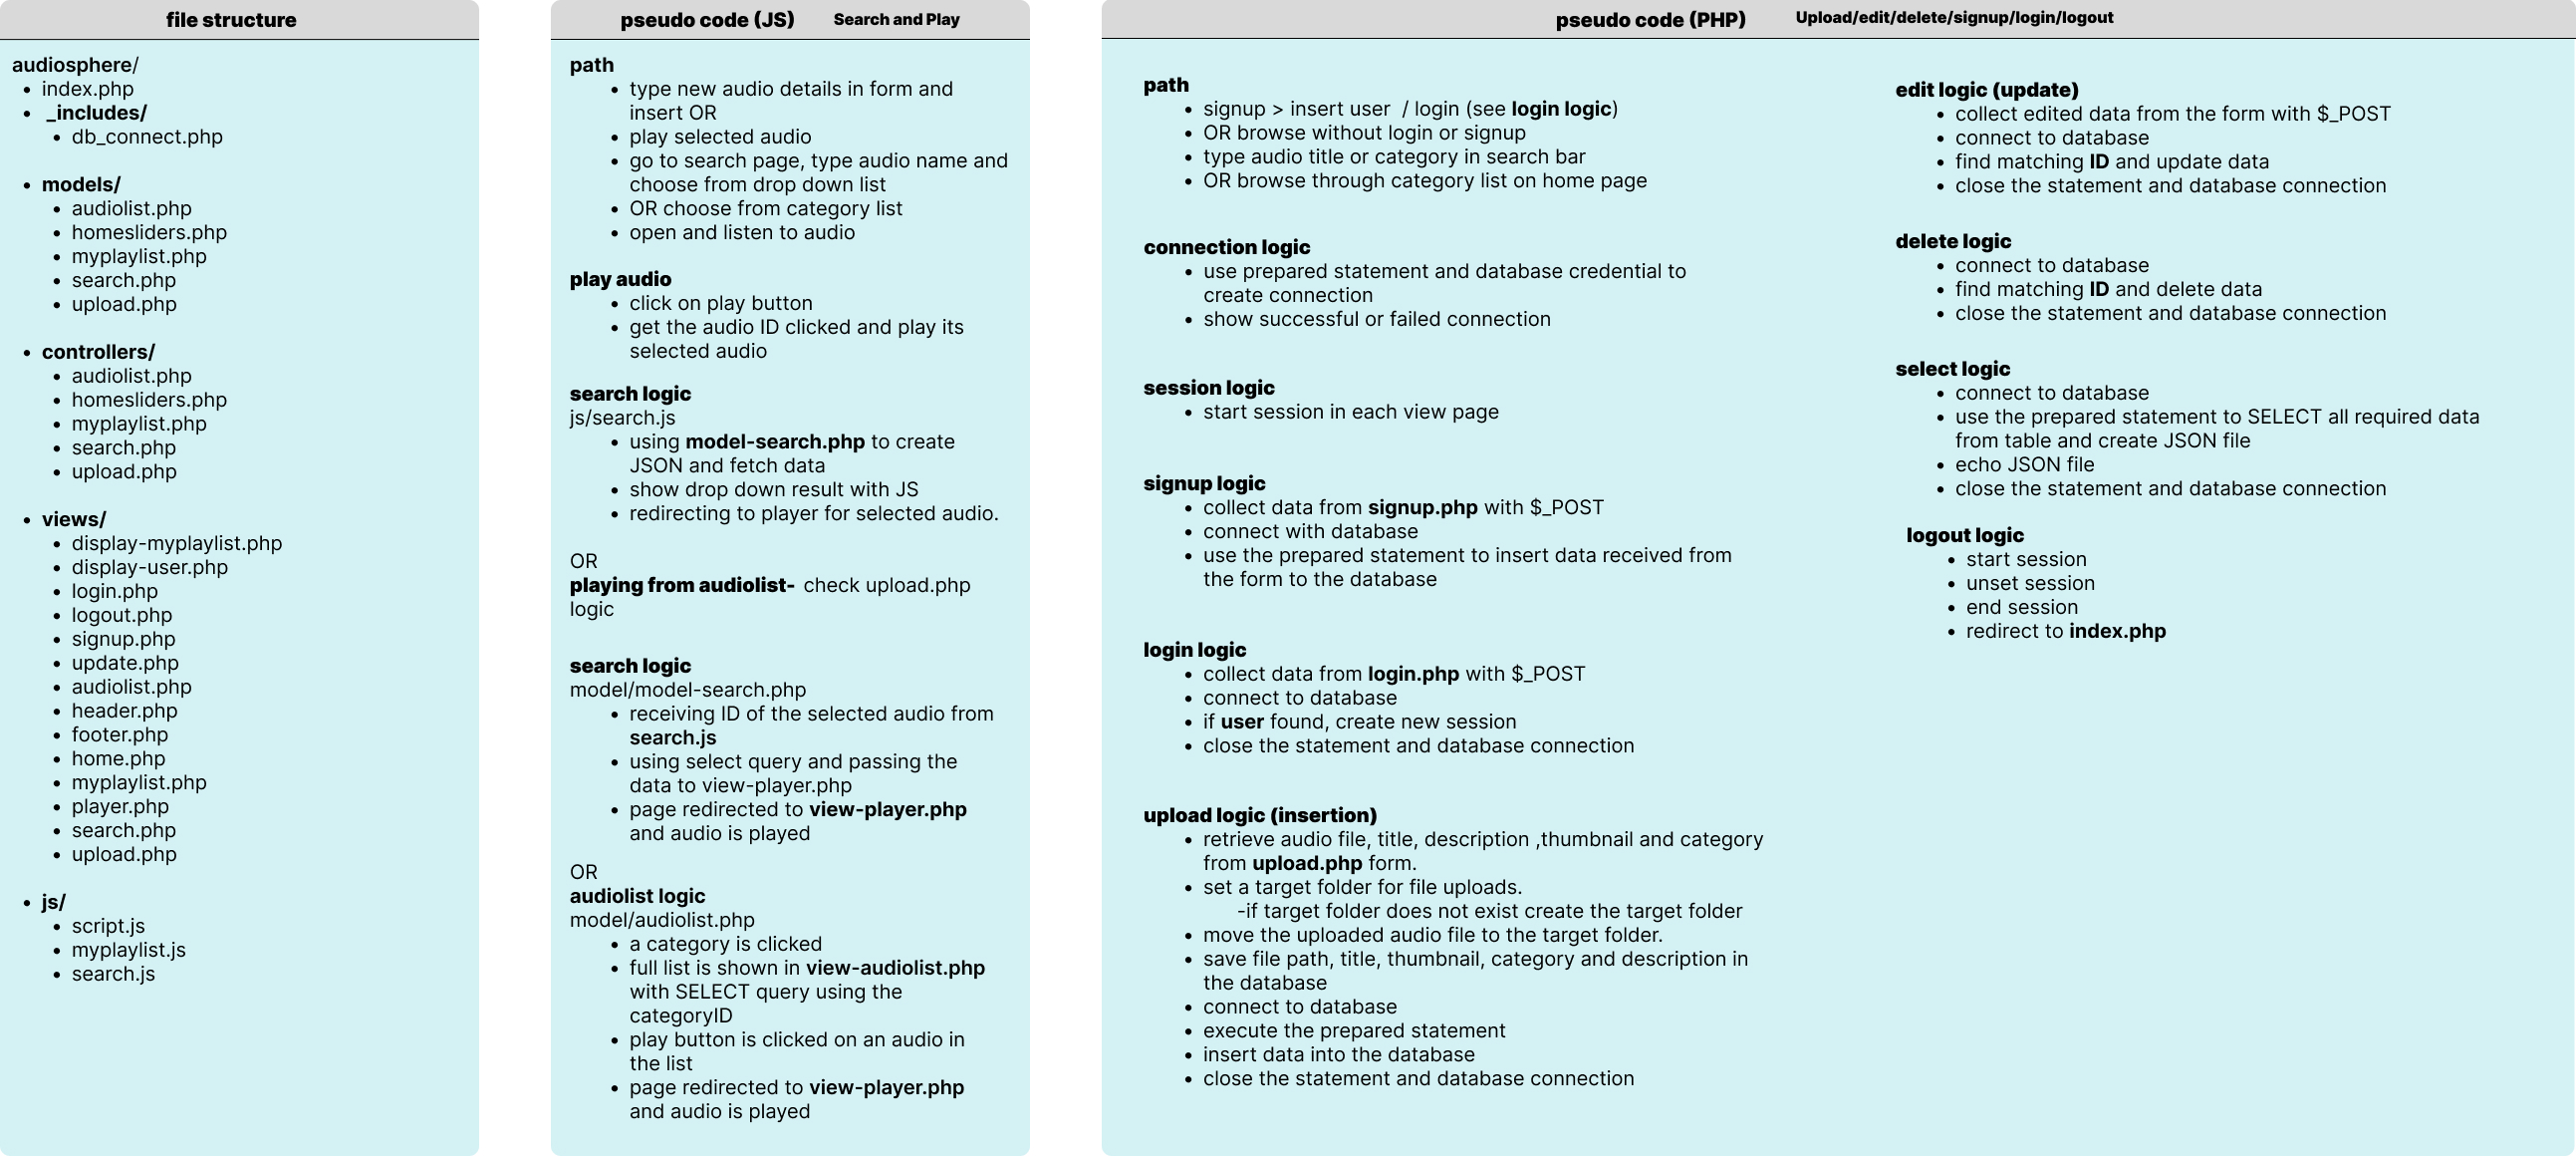 file structure
audiosphere/
• index.php
• _includes/
• db_connect.php
• models/
• audiolist.php
• homesliders.php
• myplaylist.php
• search.php
• upload.php
• controllers/
• audiolist.php
• homesliders.php
• myplaylist.php
• search.php
• upload.php
• views/
• display-myplaylist.php
• display-user.php
• login.php
• logout.php
• signup.php
• update.php
• audiolist.php
• header.php
• footer.php
• home.php
• myplaylist.php
• player.php
• search.php
• upload.php
• js/
• script.js
• myplaylist.js
• search.js
pseudo code (JS) Search and Play
path
• type new audio details in form and
insert OR
• play selected audio
• go to search page, type audio name and
choose from drop down list
• OR choose from category list
• open and listen to audio
play audio
• click on play button
• get the audio ID clicked and play its
selected audio
search logic
js/search.js
• using model-search.php to create
JSON and fetch data
• show drop down result with JS
• redirecting to player for selected audio.
OR
playing from audiolist- check upload.php
logic
search logic
model/model-search.php
• receiving ID of the selected audio from
search.js
• using select query and passing the
data to view-player.php
• page redirected to view-player.php
and audio is played
OR
audiolist logic
model/audiolist.php
• a category is clicked
• full list is shown in view-audiolist.php
with SELECT query using the
categoryID
• play button is clicked on an audio in
the list
• page redirected to view-player.php
and audio is played
pseudo code (PHP) Upload/edit/delete/signup/login/logout
path
• signup > insert user / login (see login logic)
• OR browse without login or signup
• type audio title or category in search bar
• OR browse through category list on home page
connection logic
• use prepared statement and database credential to
create connection
• show successful or failed connection
session logic
• start session in each view page
signup logic
• collect data from signup.php with $_POST
• connect with database
• use the prepared statement to insert data received from
the form to the database
login logic
• collect data from login.php with $_POST
• connect to database
• if user found, create new session
• close the statement and database connection
upload logic (insertion)
• retrieve audio file, title, description ,thumbnail and category
from upload.php form.
• set a target folder for file uploads.
-if target folder does not exist create the target folder
• move the uploaded audio file to the target folder.
• save file path, title, thumbnail, category and description in
the database
• connect to database
• execute the prepared statement
• insert data into the database
• close the statement and database connection
edit logic (update)
• collect edited data from the form with $_POST
• connect to database
• find matching ID and update data
• close the statement and database connection
delete logic
• connect to database
• find matching ID and delete data
• close the statement and database connection
select logic
• connect to database
• use the prepared statement to SELECT all required data
from table and create JSON file
• echo JSON file
• close the statement and database connection
logout logic
• start session
• unset session
• end session
• redirect to index.php